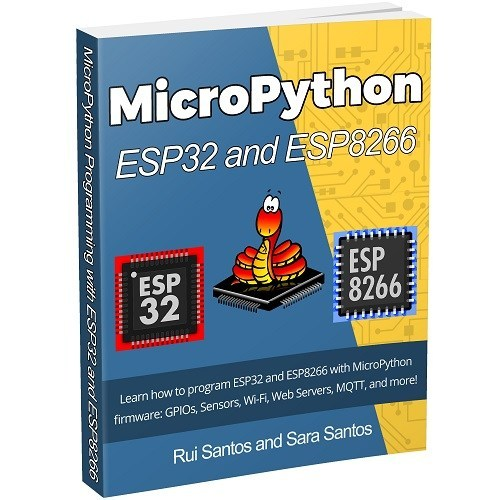 MicroPython
ESP32 and ESP8266
ESP
32
ESP
8266
Learn how to program ESP32 and ESP8266 with MicroPython
firmware: GPIOs, Sensors, Wi-Fi, Web Servers, MQTT, and more!
Rui Santos and Sara Santos
MicroPython Programming with ESP32 and ESP8266